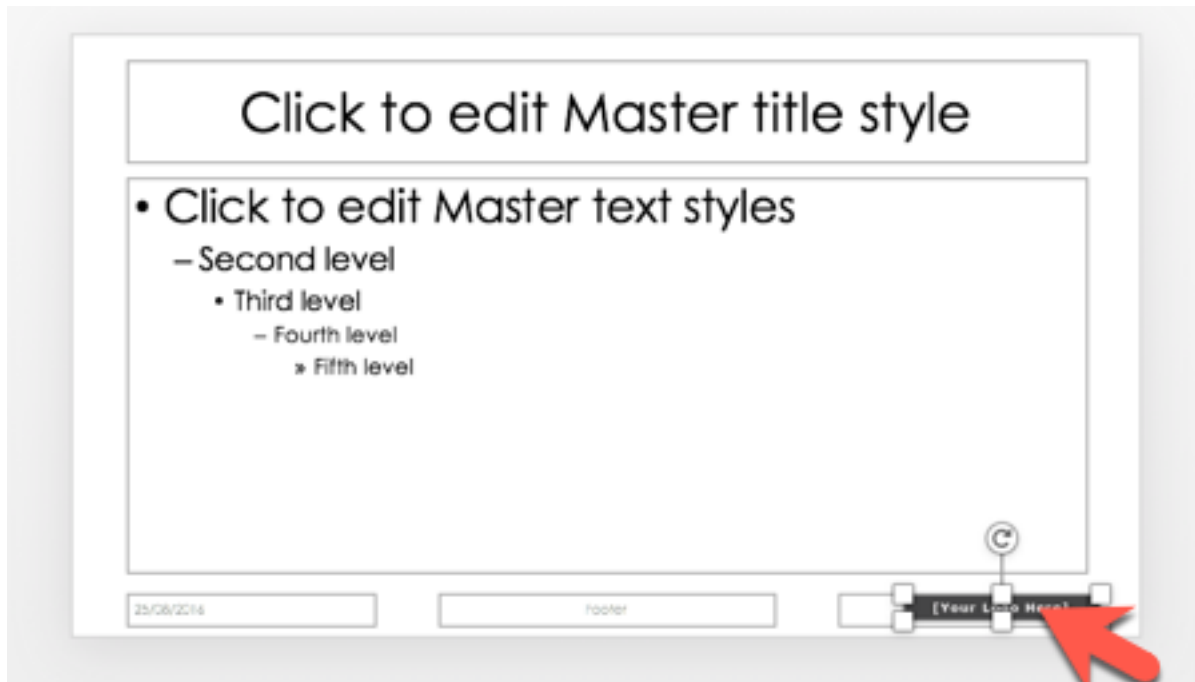 Click to edit Master title style
• Click to edit Master text styles
– Second level
• Third level
– Fourth level
» Fifth level
25/08/2016
Footer
[Your Logo Here]